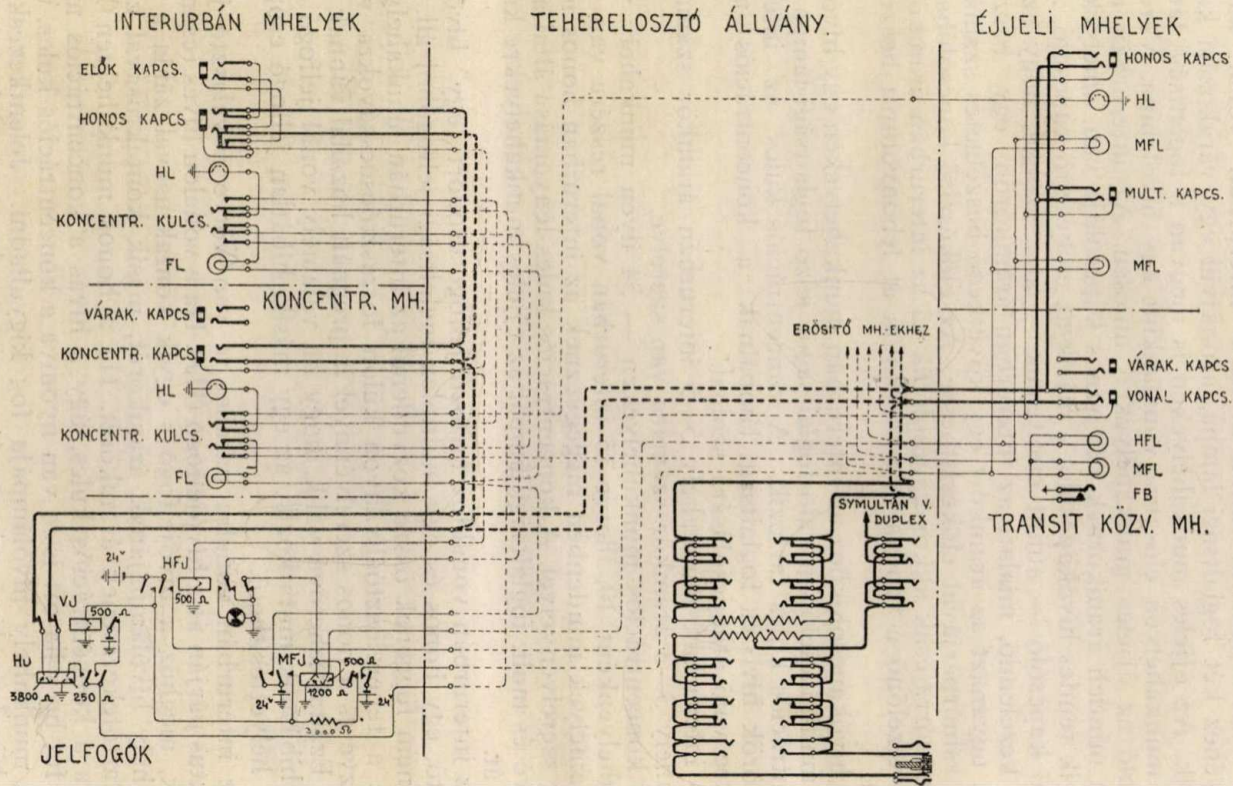 INTERURBÁN MHELYEK
ELŐK KAPCS.
HONOS KAPCS
HL
KONCENTR. KULCS.
FL
KONCENTR. MH.
VÁRAK. KAPCS
KONCENTR. KAPCS
HL
KONCENTR. KULCS.
FL
24ᵛ
HFJ
500 Ω
VJ
500 Ω
HU
3800 Ω
250 Ω
MFJ
500 Ω
1200 Ω
24ᵛ
24ᵛ
3000 Ω
JELFOGÓK
TEHERELOSZTÓ ÁLLVÁNY.
ERŐSITŐ MH.-EKHEZ
SYMULTÁN V.
DUPLEX
ÉJJELI MHELYEK
HONOS KAPCS
HL
MFL
MULT. KAPCS.
MFL
VÁRAK. KAPCS
VONAL KAPCS.
HFL
MFL
FB
TRANSIT KÖZV. MH.